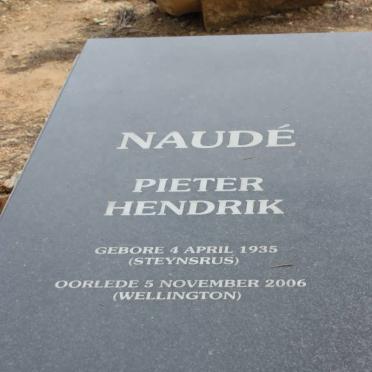 NAUDÉ
PIETER
HENDRIK
GEBORE 4 APRIL 1935
(STEYNSRUS)
OORLEDE 5 NOVEMBER 2006
(WELLINGTON)